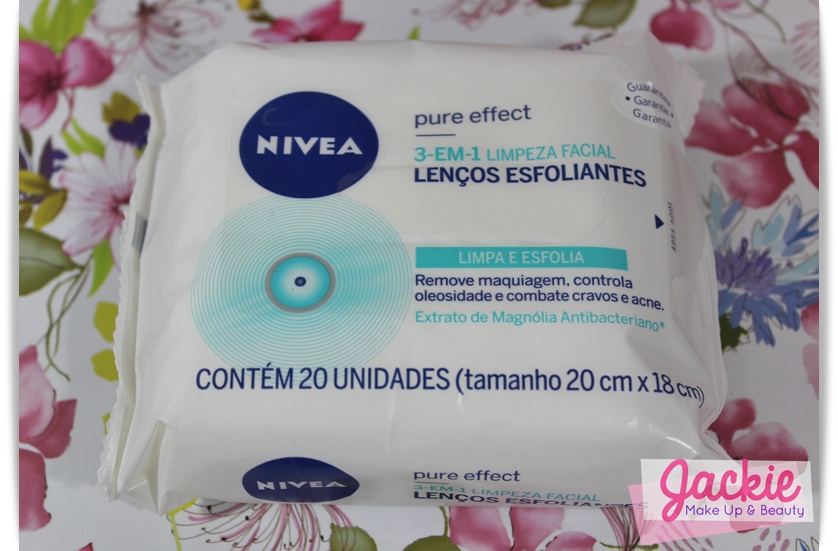 NIVEA
pure effect
3-EM-1 LIMPEZA FACIAL
LENÇOS ESFOLIANTES
Garantia
LIMPA E ESFOLIA
Remove maquiagem, controla
oleosidade e combate cravos e acne.
Extrato de Magnólia Antibacteriano*
CONTÉM 20 UNIDADES (tamanho 20 cm x 18 cm)
NIVEA
pure effect
3-EM-1 LIMPEZA FACIAL
LENÇOS ESFOLIANTES
Jackie
Make Up & Beauty